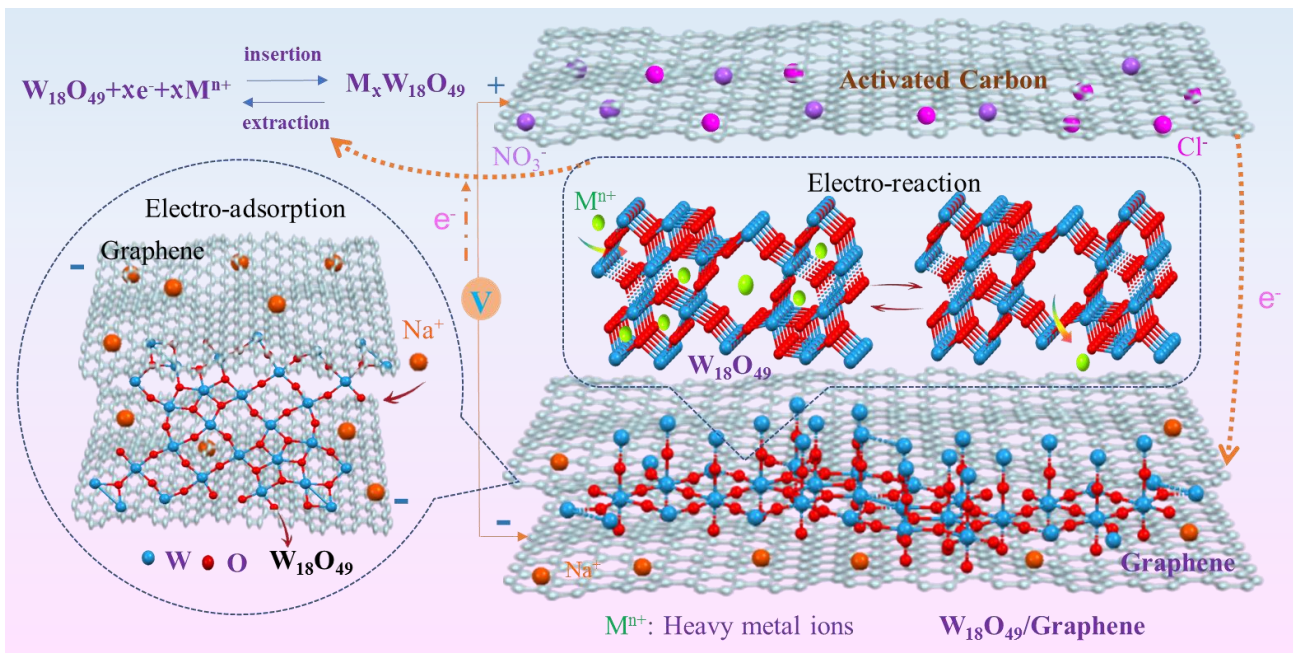 insertion
W₁₈O₄₉+xe⁻+xMⁿ⁺ MₓW₁₈O₄₉
extraction
+
Activated Carbon
NO₃⁻
Cl⁻
Electro-adsorption
Graphene
-
Na⁺
-
W O W₁₈O₄₉
e⁻
V
Electro-reaction
Mⁿ⁺
W₁₈O₄₉
e⁻
-
Na⁺
Graphene
Mⁿ⁺: Heavy metal ions W₁₈O₄₉/Graphene